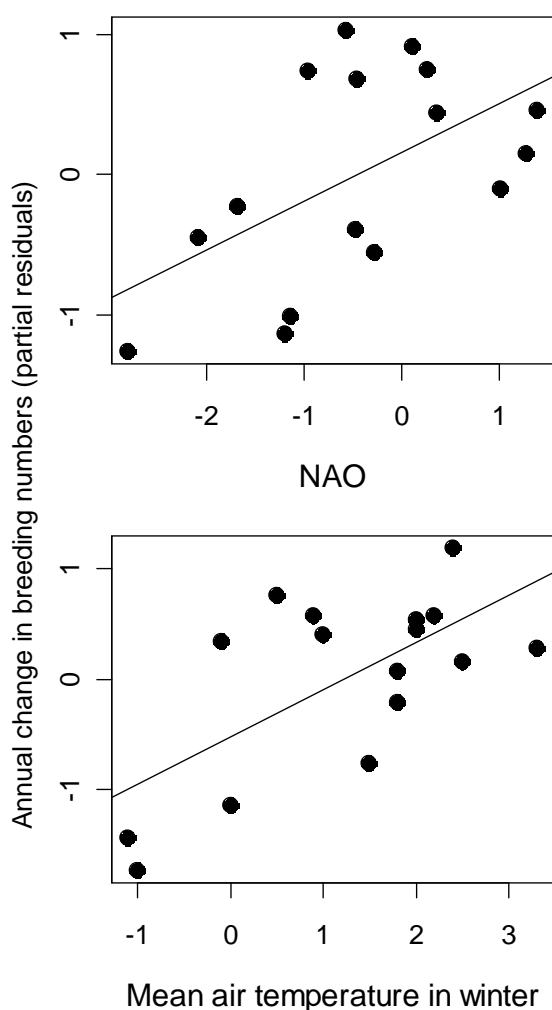 Annual change in breeding numbers (partial residuals)
1
0
-1
-2 -1 0 1
NAO
1
0
-1
-1 0 1 2 3
Mean air temperature in winter